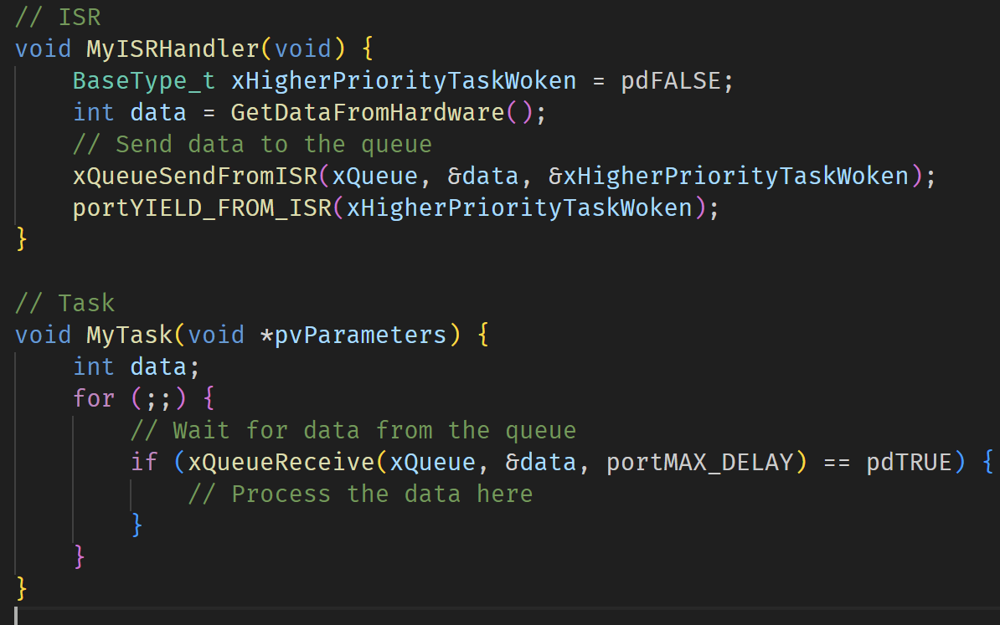 // ISR
void MyISRHandler(void) {
    BaseType_t xHigherPriorityTaskWoken = pdFALSE;
    int data = GetDataFromHardware();
    // Send data to the queue
    xQueueSendFromISR(xQueue, &data, &xHigherPriorityTaskWoken);
    portYIELD_FROM_ISR(xHigherPriorityTaskWoken);
}

// Task
void MyTask(void *pvParameters) {
    int data;
    for (;;) {
        // Wait for data from the queue
        if (xQueueReceive(xQueue, &data, portMAX_DELAY) == pdTRUE) {
            // Process the data here
        }
    }
}